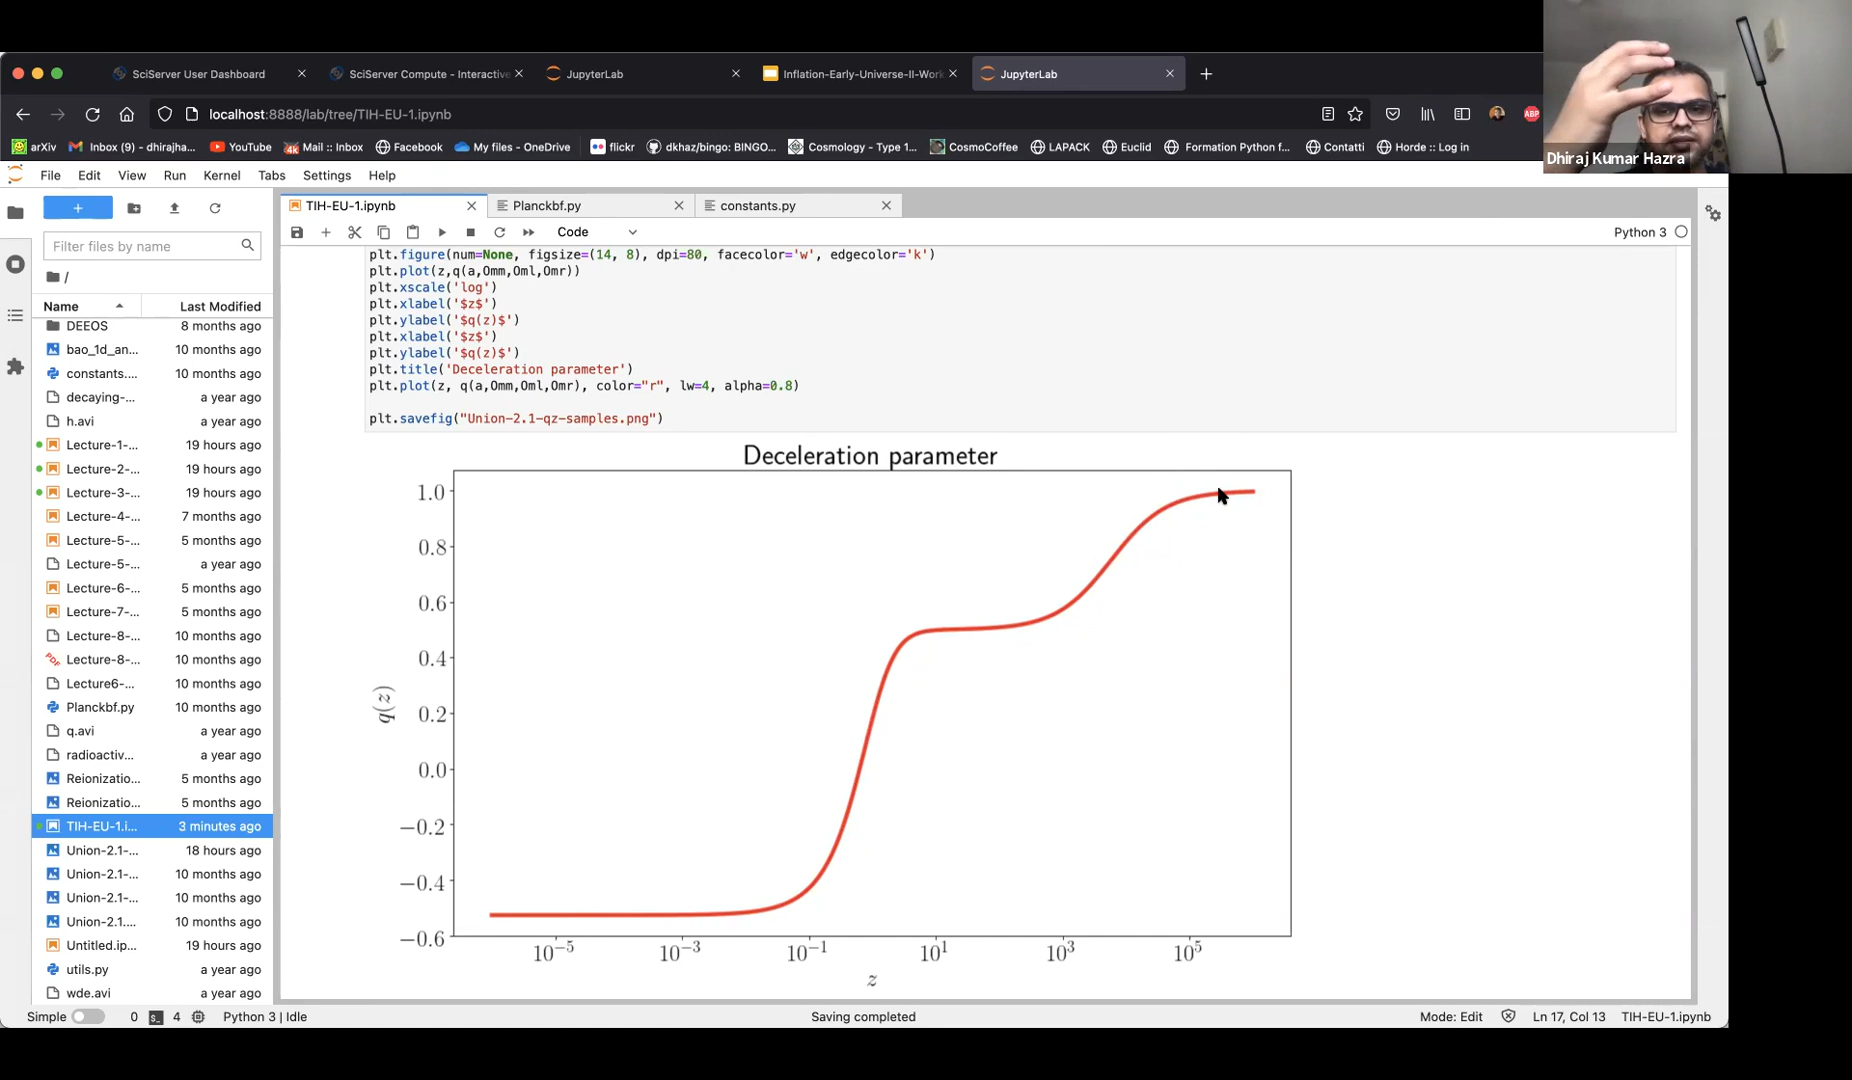 SciServer User Dashboard
SciServer Compute - Interactive
JupyterLab
Inflation-Early-Universe-II-Work
JupyterLab
localhost:8888/lab/tree/TIH-EU-1.ipynb
ABP
arXiv
Inbox (9) - dhirajha...
YouTube
Mail :: Inbox
Facebook
My files - OneDrive
flickr
dkhaz/bingo: BINGO...
Cosmology - Type 1...
CosmoCoffee
LAPACK
Euclid
Formation Python f...
Contatti
Horde :: Log in
Dhiraj Kumar Hazra
File Edit View Run Kernel Tabs Settings Help
TIH-EU-1.ipynb
Planckbf.py
constants.py
Filter files by name
Code
Python 3
/
Name Last Modified
DEEOS 8 months ago
bao_1d_an... 10 months ago
constants.... 10 months ago
decaying-... a year ago
h.avi a year ago
Lecture-1-... 19 hours ago
Lecture-2-... 19 hours ago
Lecture-3-... 19 hours ago
Lecture-4-... 7 months ago
Lecture-5-... 5 months ago
Lecture-5-... a year ago
Lecture-6-... 5 months ago
Lecture-7-... 5 months ago
Lecture-8-... 10 months ago
Lecture-8-... 10 months ago
Lecture6-... 10 months ago
Planckbf.py 10 months ago
q.avi a year ago
radioactiv... a year ago
Reionizatio... 5 months ago
Reionizatio... 5 months ago
TIH-EU-1.i... 3 minutes ago
Union-2.1-... 18 hours ago
Union-2.1-... 10 months ago
Union-2.1-... 10 months ago
Union-2.1.... 10 months ago
Untitled.ip... 19 hours ago
utils.py a year ago
wde.avi a year ago
plt.figure(num=None, figsize=(14, 8), dpi=80, facecolor='w', edgecolor='k')
plt.plot(z,q(a,Omm,Oml,Omr))
plt.xscale('log')
plt.xlabel('$z$')
plt.ylabel('$q(z)$')
plt.xlabel('$z$')
plt.ylabel('$q(z)$')
plt.title('Deceleration parameter')
plt.plot(z, q(a,Omm,Oml,Omr), color="r", lw=4, alpha=0.8)
plt.savefig("Union-2.1-qz-samples.png")
Deceleration parameter
1.0
0.8
0.6
0.4
0.2
0.0
−0.2
−0.4
−0.6
q(z)
10⁻⁵ 10⁻³ 10⁻¹ 10¹ 10³ 10⁵
z
Simple 0 4 Python 3 | Idle Saving completed Mode: Edit Ln 17, Col 13 TIH-EU-1.ipynb